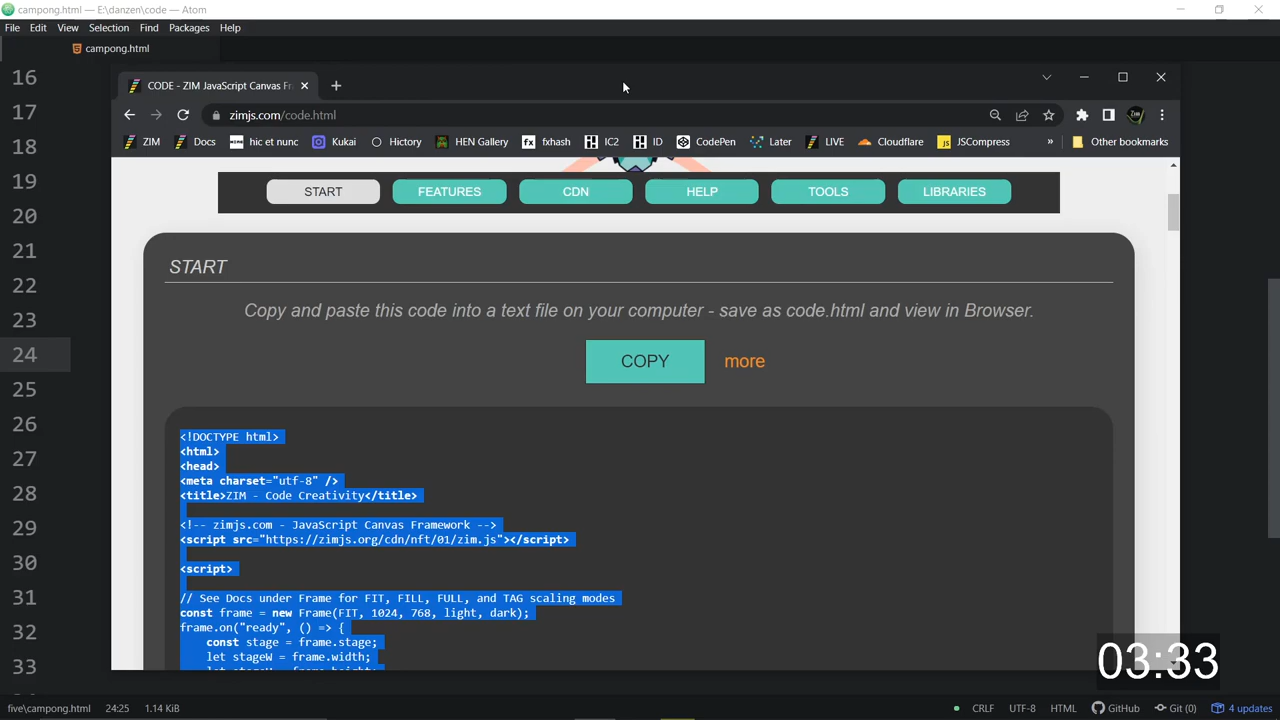 campong.html — E:\danzen\code — Atom
File Edit View Selection Find Packages Help
campong.html
16
17
18
19
20
21
22
23
24
25
26
27
28
29
30
31
32
33
CODE - ZIM JavaScript Canvas Fr
zimjs.com/code.html
ZIM Docs hic et nunc Kukai Hictory HEN Gallery fxhash IC2 ID CodePen Later LIVE Cloudflare JSCompress » Other bookmarks
START FEATURES CDN HELP TOOLS LIBRARIES
START
Copy and paste this code into a text file on your computer - save as code.html and view in Browser.
COPY more
<!DOCTYPE html>
<html>
<head>
<meta charset="utf-8" />
<title>ZIM - Code Creativity</title>
<!-- zimjs.com - JavaScript Canvas Framework -->
<script src="https://zimjs.org/cdn/nft/01/zim.js"></script>
<script>
// See Docs under Frame for FIT, FILL, FULL, and TAG scaling modes
const frame = new Frame(FIT, 1024, 768, light, dark);
frame.on("ready", () => {
const stage = frame.stage;
let stageW = frame.width;
03:33
five\campong.html 24:25 1.14 KiB CRLF UTF-8 HTML GitHub Git (0) 4 updates